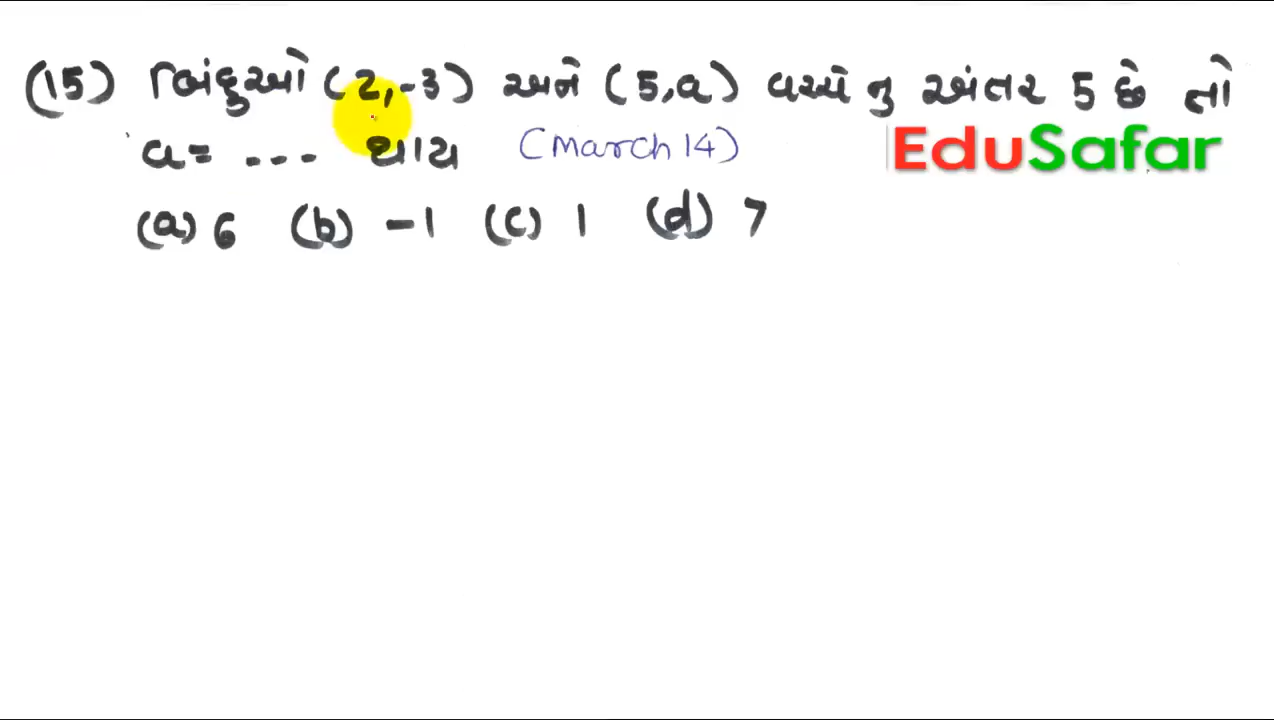 (15) બિંદુઓ (2,-3) અને (5,a) વચ્ચે નુ અંતર 5 છે તો
a = ... થાય (March 14) EduSafar
(a) 6 (b) -1 (c) 1 (d) 7